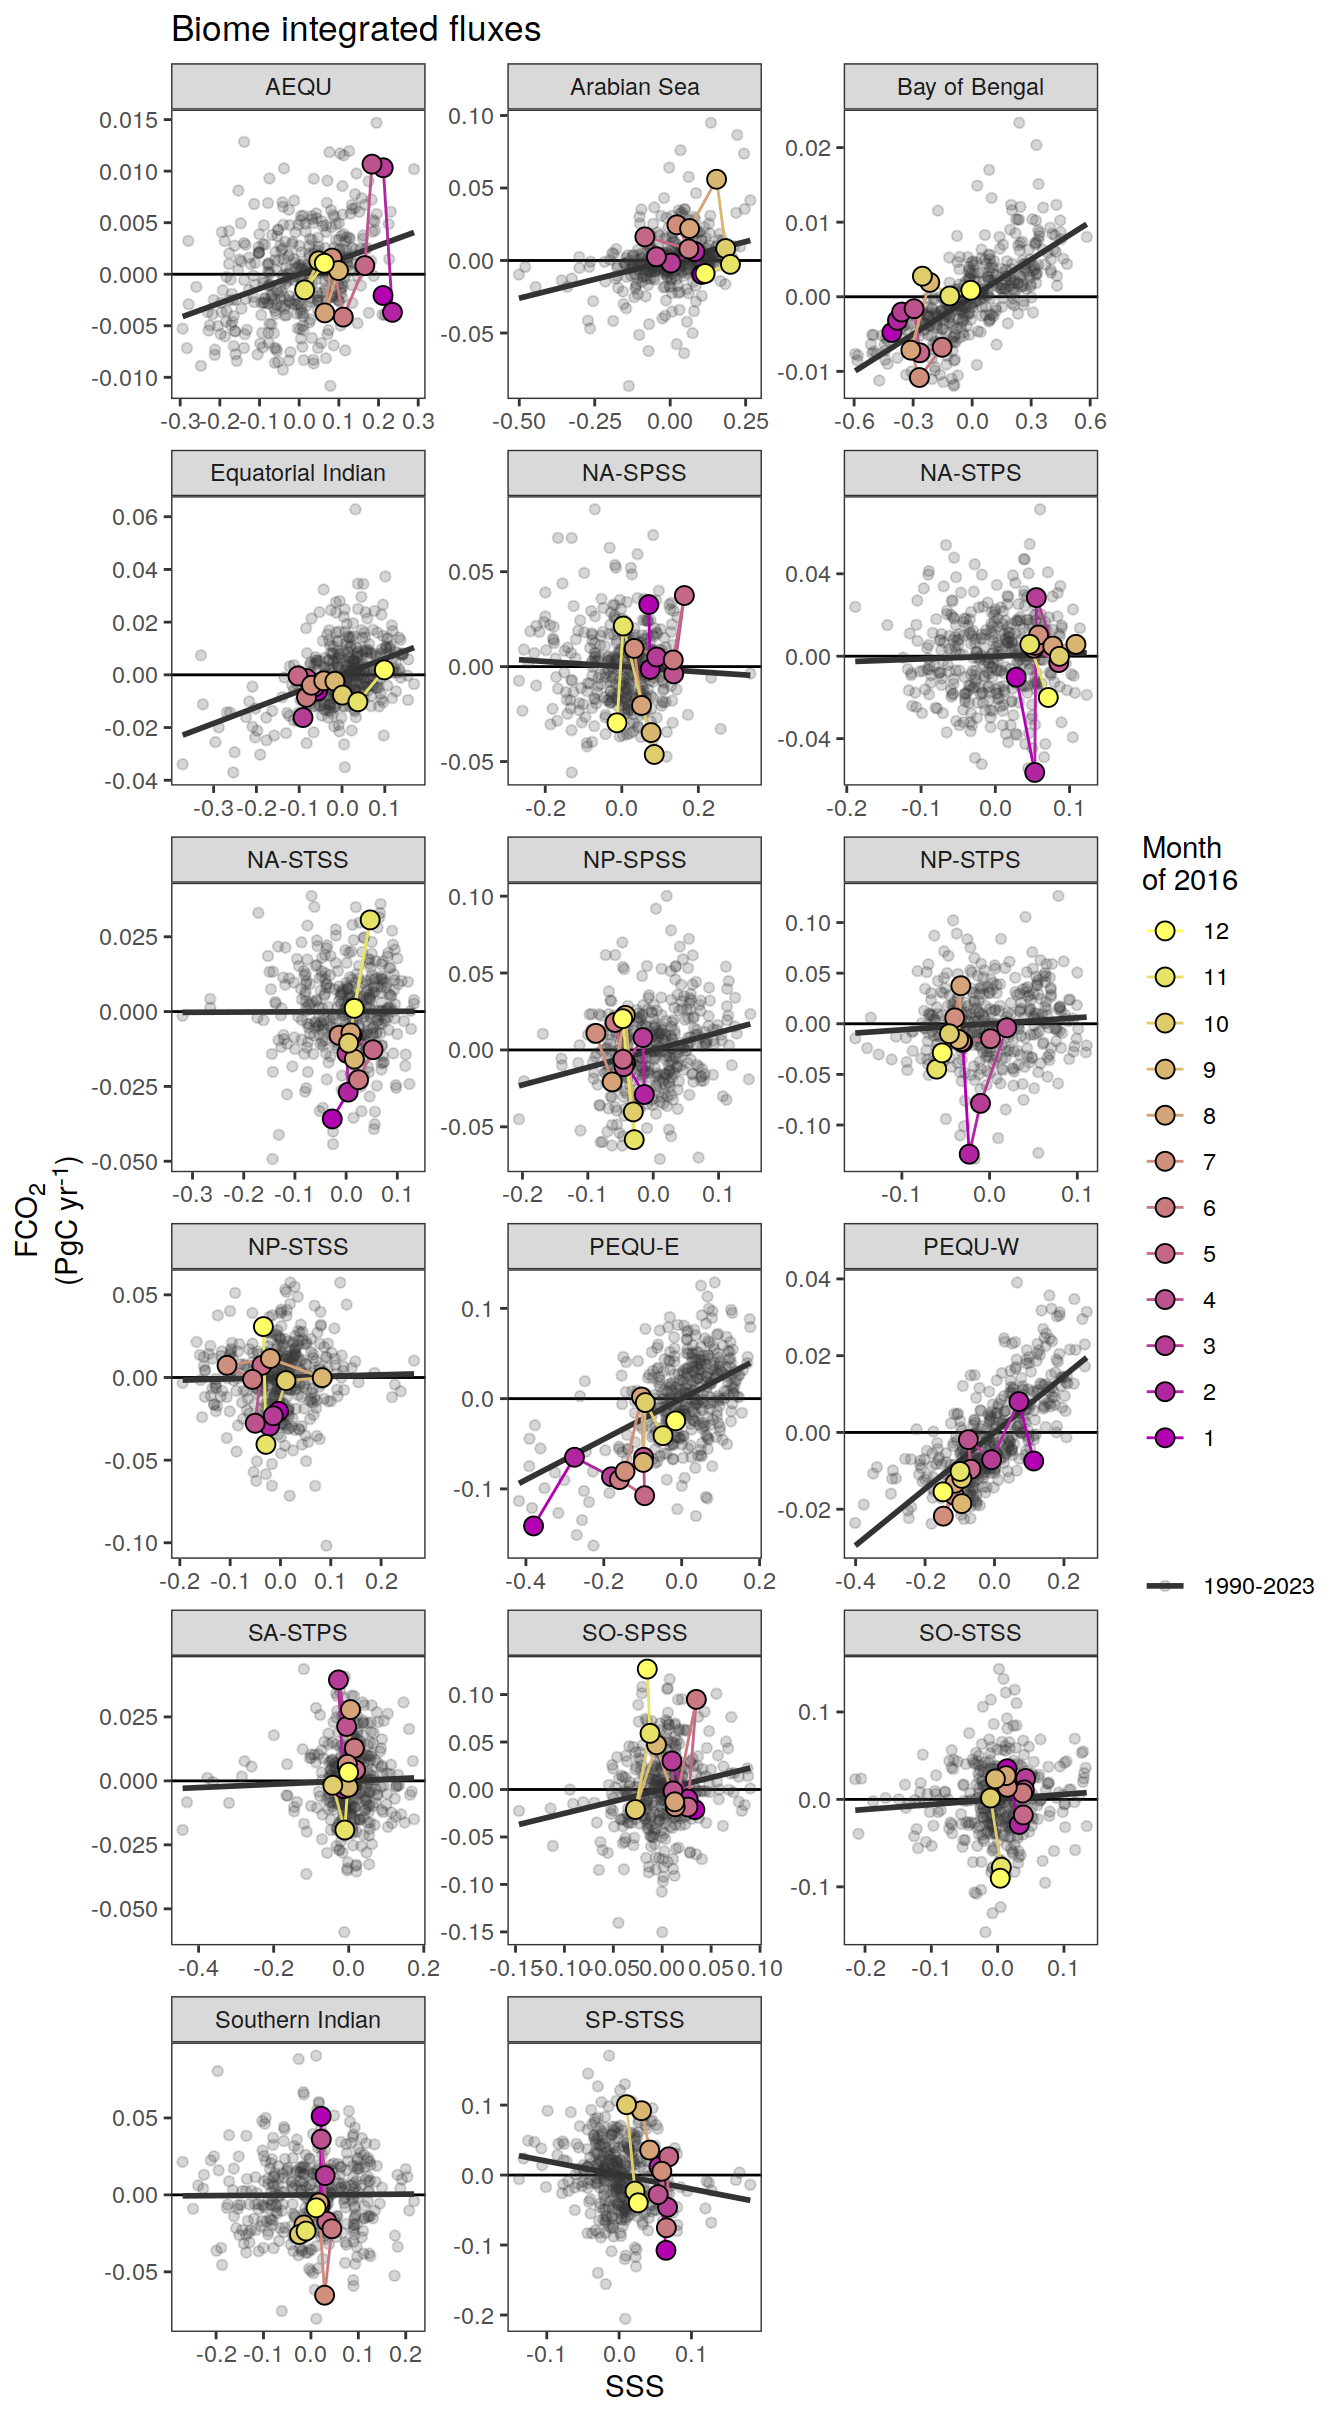 Biome integrated fluxes
AEQU
Arabian Sea
Bay of Bengal
0.015
0.010
0.005
0.000
-0.005
-0.010
0.10
0.05
0.00
-0.05
0.02
0.01
0.00
-0.01
-0.3 -0.2 -0.1 0.0 0.1 0.2 0.3
-0.50 -0.25 0.00 0.25
-0.6 -0.3 0.0 0.3 0.6
Equatorial Indian
NA-SPSS
NA-STPS
0.06
0.04
0.02
0.00
-0.02
-0.04
0.05
0.00
-0.05
0.04
0.00
-0.04
-0.3 -0.2 -0.1 0.0 0.1
-0.2 0.0 0.2
-0.2 -0.1 0.0 0.1
NA-STSS
NP-SPSS
NP-STPS
0.025
0.000
-0.025
-0.050
0.10
0.05
0.00
-0.05
0.10
0.05
0.00
-0.05
-0.10
-0.3 -0.2 -0.1 0.0 0.1
-0.2 -0.1 0.0 0.1
-0.1 0.0 0.1
NP-STSS
PEQU-E
PEQU-W
0.05
0.00
-0.05
-0.10
0.1
0.0
-0.1
0.04
0.02
0.00
-0.02
-0.2 -0.1 0.0 0.1 0.2
-0.4 -0.2 0.0 0.2
-0.4 -0.2 0.0 0.2
SA-STPS
SO-SPSS
SO-STSS
0.025
0.000
-0.025
-0.050
0.10
0.05
0.00
-0.05
-0.10
-0.15
0.1
0.0
-0.1
-0.4 -0.2 0.0 0.2
-0.15 -0.10 -0.05 0.00 0.05 0.10
-0.2 -0.1 0.0 0.1
Southern Indian
SP-STSS
0.05
0.00
-0.05
0.1
0.0
-0.1
-0.2
-0.2 -0.1 0.0 0.1 0.2
-0.1 0.0 0.1
SSS
FCO₂
(PgC yr⁻¹)
Month
of 2016
12
11
10
9
8
7
6
5
4
3
2
1
1990-2023